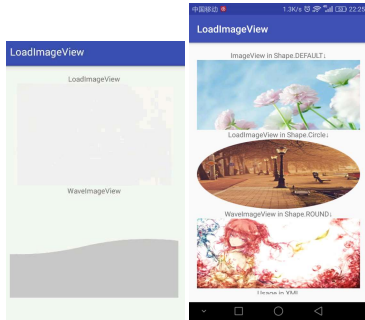 LoadImageView
LoadImageView
WaveImageView
中国移动 1.3K/s 22:25
LoadImageView
ImageView in Shape.DEFAULT↓
LoadImageView in Shape.Circle↓
WaveImageView in Shape.ROUND↓